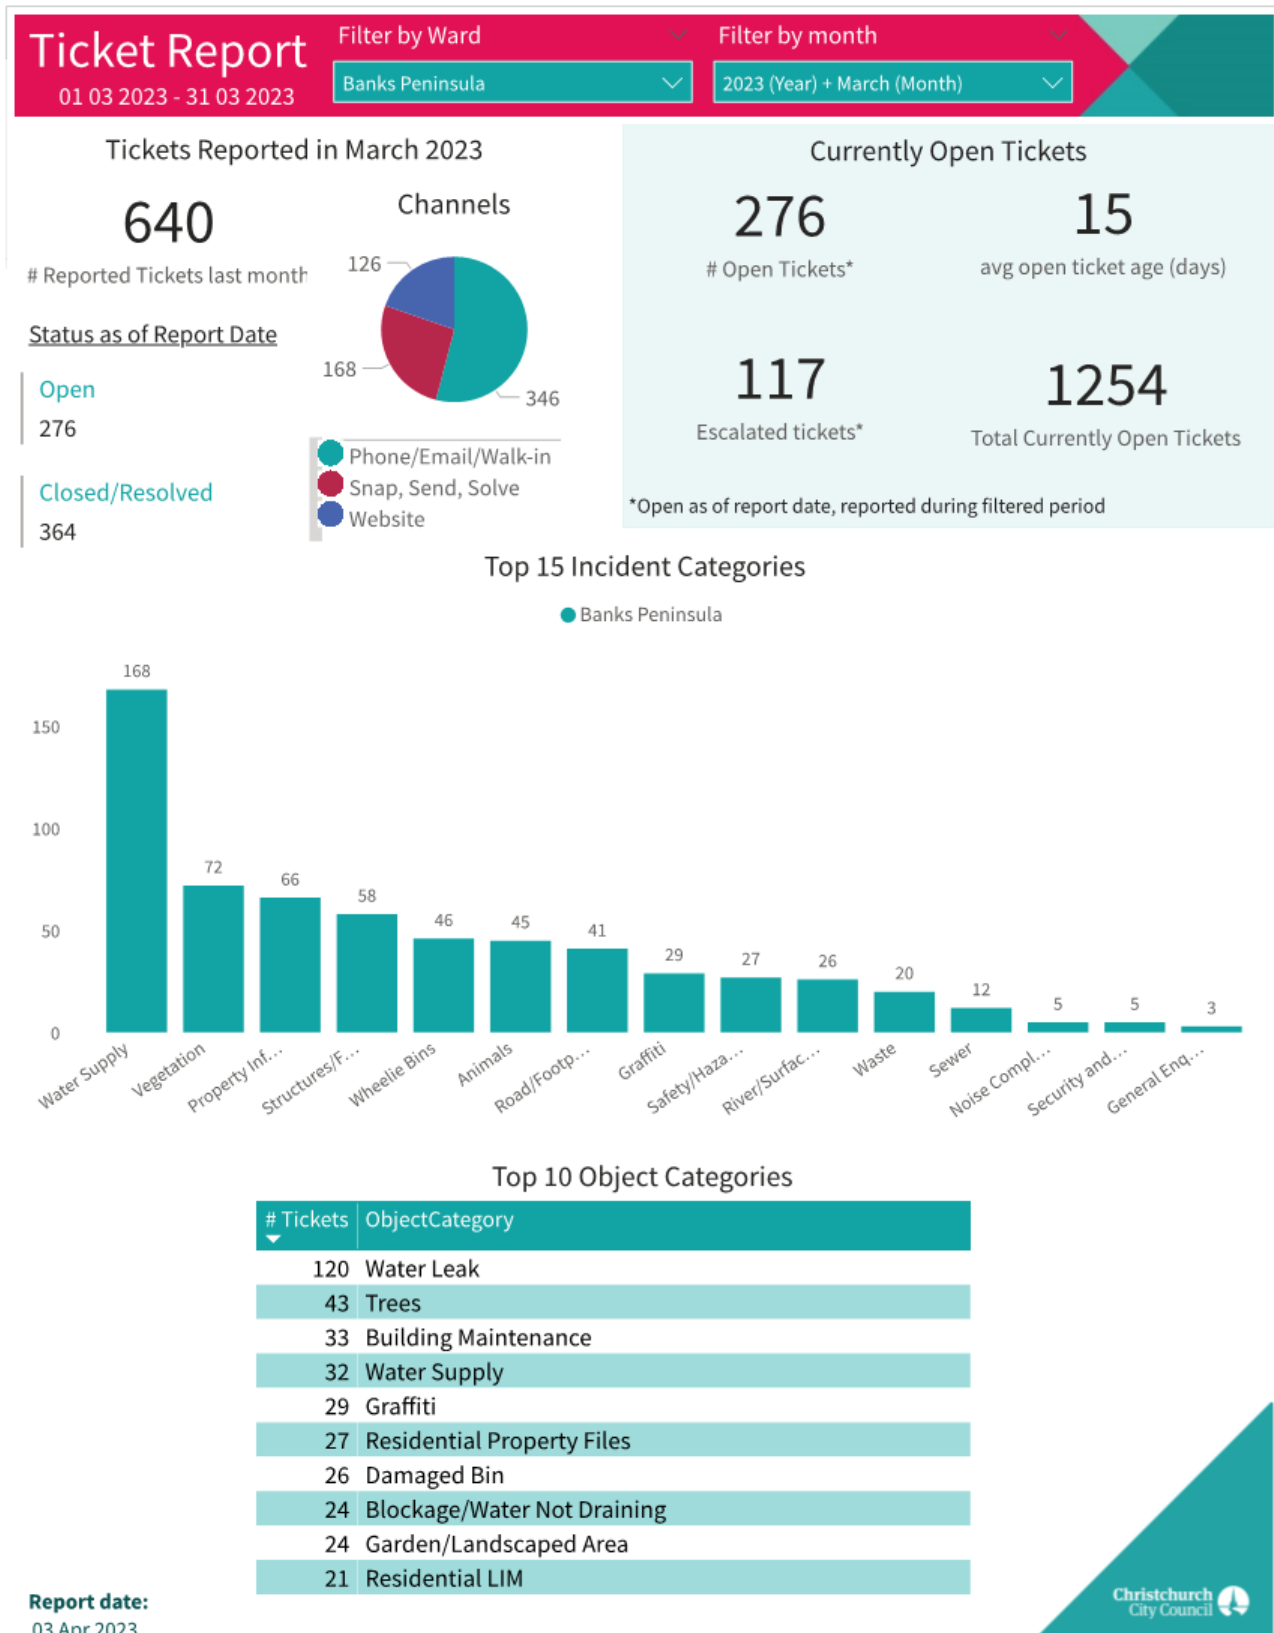 Ticket Report
01 03 2023 - 31 03 2023
Filter by Ward
Banks Peninsula
Filter by month
2023 (Year) + March (Month)
Tickets Reported in March 2023
640
# Reported Tickets last month
Status as of Report Date
Open
276
Closed/Resolved
364
Channels
126
168
346
Phone/Email/Walk-in
Snap, Send, Solve
Website
Currently Open Tickets
276
# Open Tickets*
15
avg open ticket age (days)
117
Escalated tickets*
1254
Total Currently Open Tickets
*Open as of report date, reported during filtered period
Top 15 Incident Categories
Banks Peninsula
150
100
50
0
168
72
66
58
46
45
41
29
27
26
20
12
5
5
3
Water Supply
Vegetation
Property Inf...
Structures/F...
Wheelie Bins
Animals
Road/Footp...
Graffiti
Safety/Haza...
River/Surfac...
Waste
Sewer
Noise Compl...
Security and...
General Enq...
Top 10 Object Categories
# Tickets ObjectCategory
120 Water Leak
43 Trees
33 Building Maintenance
32 Water Supply
29 Graffiti
27 Residential Property Files
26 Damaged Bin
24 Blockage/Water Not Draining
24 Garden/Landscaped Area
21 Residential LIM
Report date:
03 Apr 2023
Christchurch
City Council